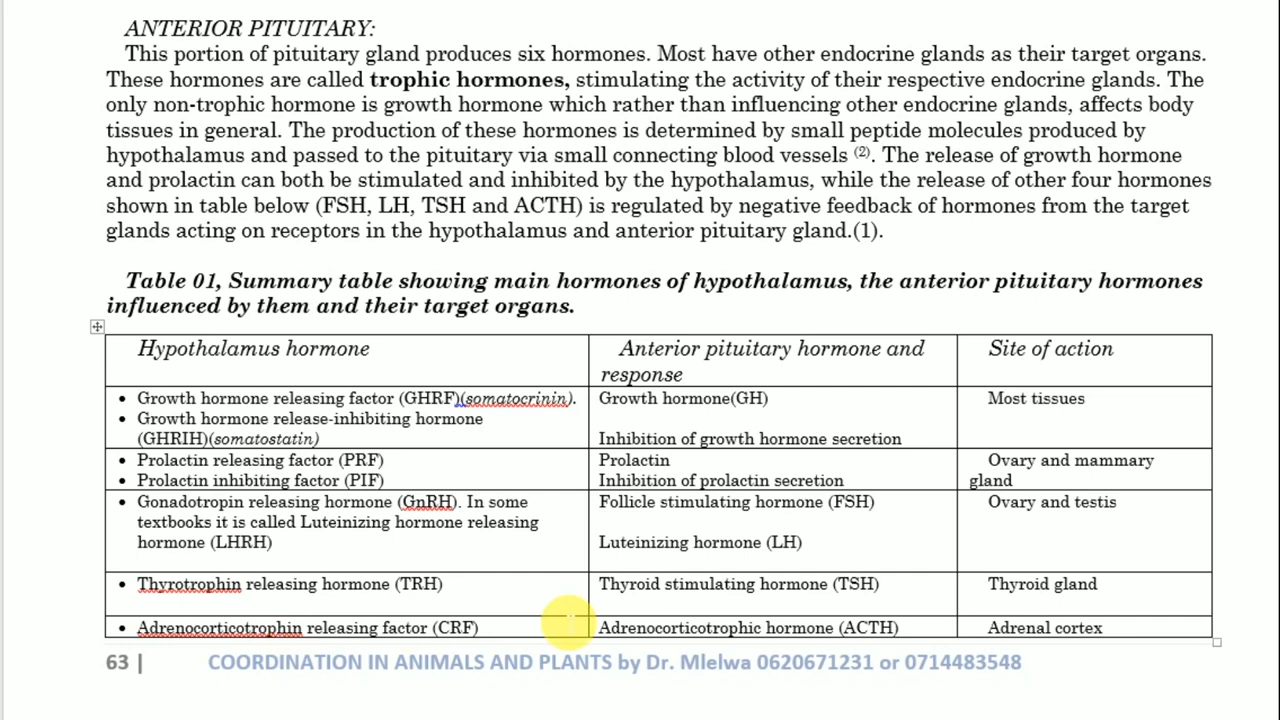 ANTERIOR PITUITARY:
This portion of pituitary gland produces six hormones. Most have other endocrine glands as their target organs.
These hormones are called trophic hormones, stimulating the activity of their respective endocrine glands. The
only non-trophic hormone is growth hormone which rather than influencing other endocrine glands, affects body
tissues in general. The production of these hormones is determined by small peptide molecules produced by
hypothalamus and passed to the pituitary via small connecting blood vessels (2). The release of growth hormone
and prolactin can both be stimulated and inhibited by the hypothalamus, while the release of other four hormones
shown in table below (FSH, LH, TSH and ACTH) is regulated by negative feedback of hormones from the target
glands acting on receptors in the hypothalamus and anterior pituitary gland.(1).
Table 01, Summary table showing main hormones of hypothalamus, the anterior pituitary hormones
influenced by them and their target organs.
Hypothalamus hormone
Anterior pituitary hormone and
response
Site of action
• Growth hormone releasing factor (GHRF)(somatocrinin).
• Growth hormone release-inhibiting hormone
(GHRIH)(somatostatin)
Growth hormone(GH)
Inhibition of growth hormone secretion
Most tissues
• Prolactin releasing factor (PRF)
• Prolactin inhibiting factor (PIF)
Prolactin
Inhibition of prolactin secretion
Ovary and mammary
gland
• Gonadotropin releasing hormone (GnRH). In some
textbooks it is called Luteinizing hormone releasing
hormone (LHRH)
Follicle stimulating hormone (FSH)
Luteinizing hormone (LH)
Ovary and testis
• Thyrotrophin releasing hormone (TRH)
Thyroid stimulating hormone (TSH)
Thyroid gland
• Adrenocorticotrophin releasing factor (CRF)
Adrenocorticotrophic hormone (ACTH)
Adrenal cortex
63 | COORDINATION IN ANIMALS AND PLANTS by Dr. Mlelwa 0620671231 or 0714483548